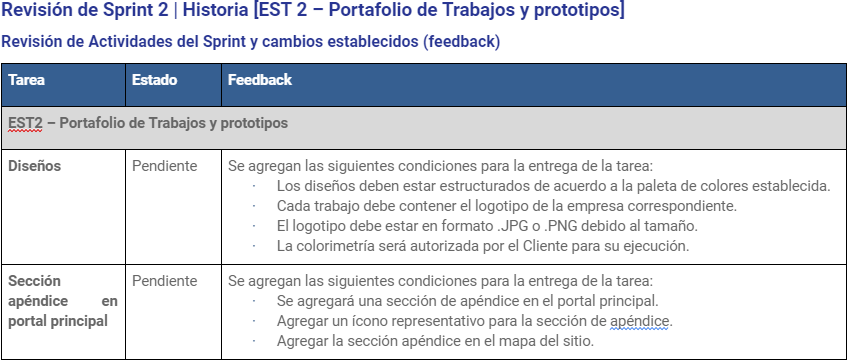 Revisión de Sprint 2 | Historia [EST 2 – Portafolio de Trabajos y prototipos]
Revisión de Actividades del Sprint y cambios establecidos (feedback)
Tarea Estado Feedback
EST2 – Portafolio de Trabajos y prototipos
Diseños Pendiente Se agregan las siguientes condiciones para la entrega de la tarea:
· Los diseños deben estar estructurados de acuerdo a la paleta de colores establecida.
· Cada trabajo debe contener el logotipo de la empresa correspondiente.
· El logotipo debe estar en formato .JPG o .PNG debido al tamaño.
· La colorimetría será autorizada por el Cliente para su ejecución.
Sección Pendiente Se agregan las siguientes condiciones para la entrega de la tarea:
apéndice en · Se agregará una sección de apéndice en el portal principal.
portal principal · Agregar un ícono representativo para la sección de apéndice.
· Agregar la sección apéndice en el mapa del sitio.